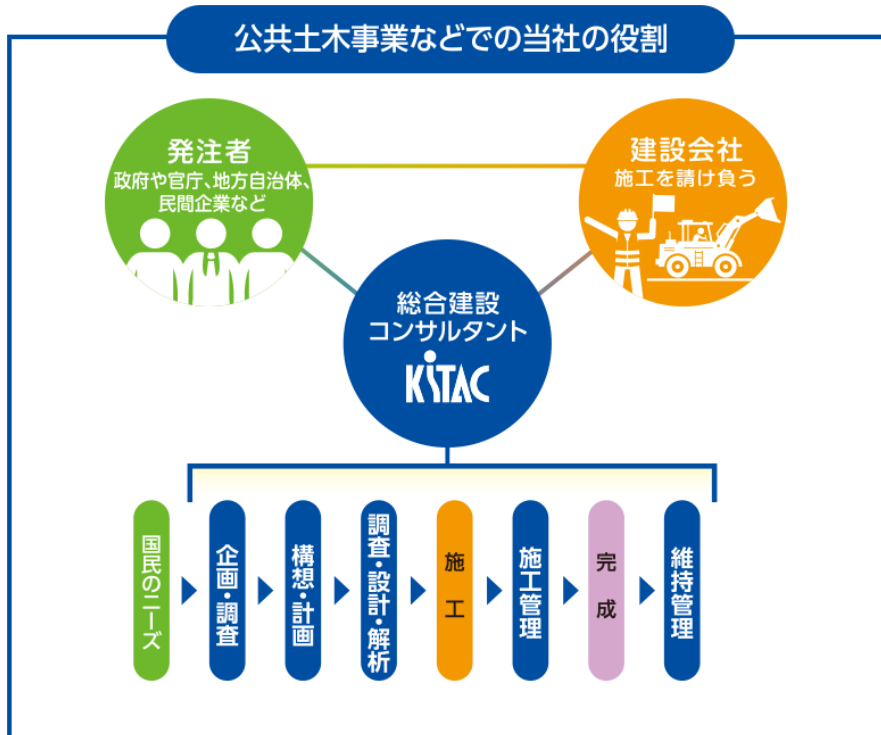 公共土木事業などでの当社の役割
発注者
政府や官庁、地方自治体、
民間企業など
建設会社
施工を請け負う
総合建設
コンサルタント
KiTAC
国民のニーズ
企画・調査
構想・計画
調査・設計・解析
施工
施工管理
完成
維持管理